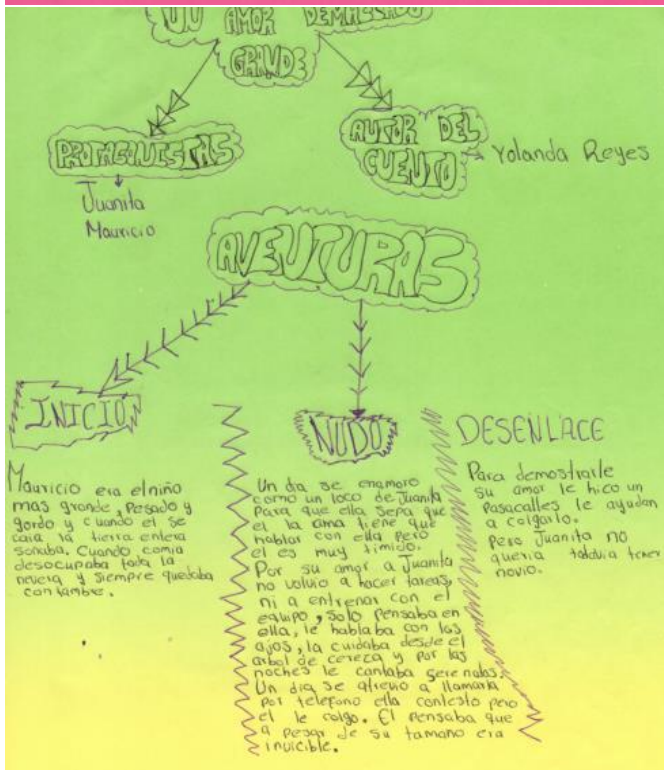 UN AMOR DEMACIADO
GRANDE
PROTAGONISTAS
Juanita
Mauricio
AUTOR DEL
CUENTO
Yolanda Reyes
AVENTURAS
INICIO
Mauricio era elniño
mas grande, pesado y
gordo y cuando el se
caia la tierra entera
sonaba. Cuando comia
desocupaba toda la
nevera y siempre quedaba
con hambre.
NUDO
Un dia se enamoro
como un loco de Juanita
Para que ella sepa que
el la ama tiene que
hablar con ella pero
el es muy timido.
Por su amor a Juanita
no volvio a hacer tareas,
ni a entrenar con el
equipo, solo pensaba en
ella, le hablaba con los
ojos, la cuidaba desde el
arbol de cereza y por las
noches le cantaba serenatas.
Un dia se atrevio a llamarla
por telefono ella contesto pero
el le colgo. El pensaba que
a pesar de su tamano era
invicible.
DESENLACE
Para demostrarle
su amor le hico un
Pasacalles le ayudan
a colgarlo.
pero Juanita no
queria todavia tener
novio.